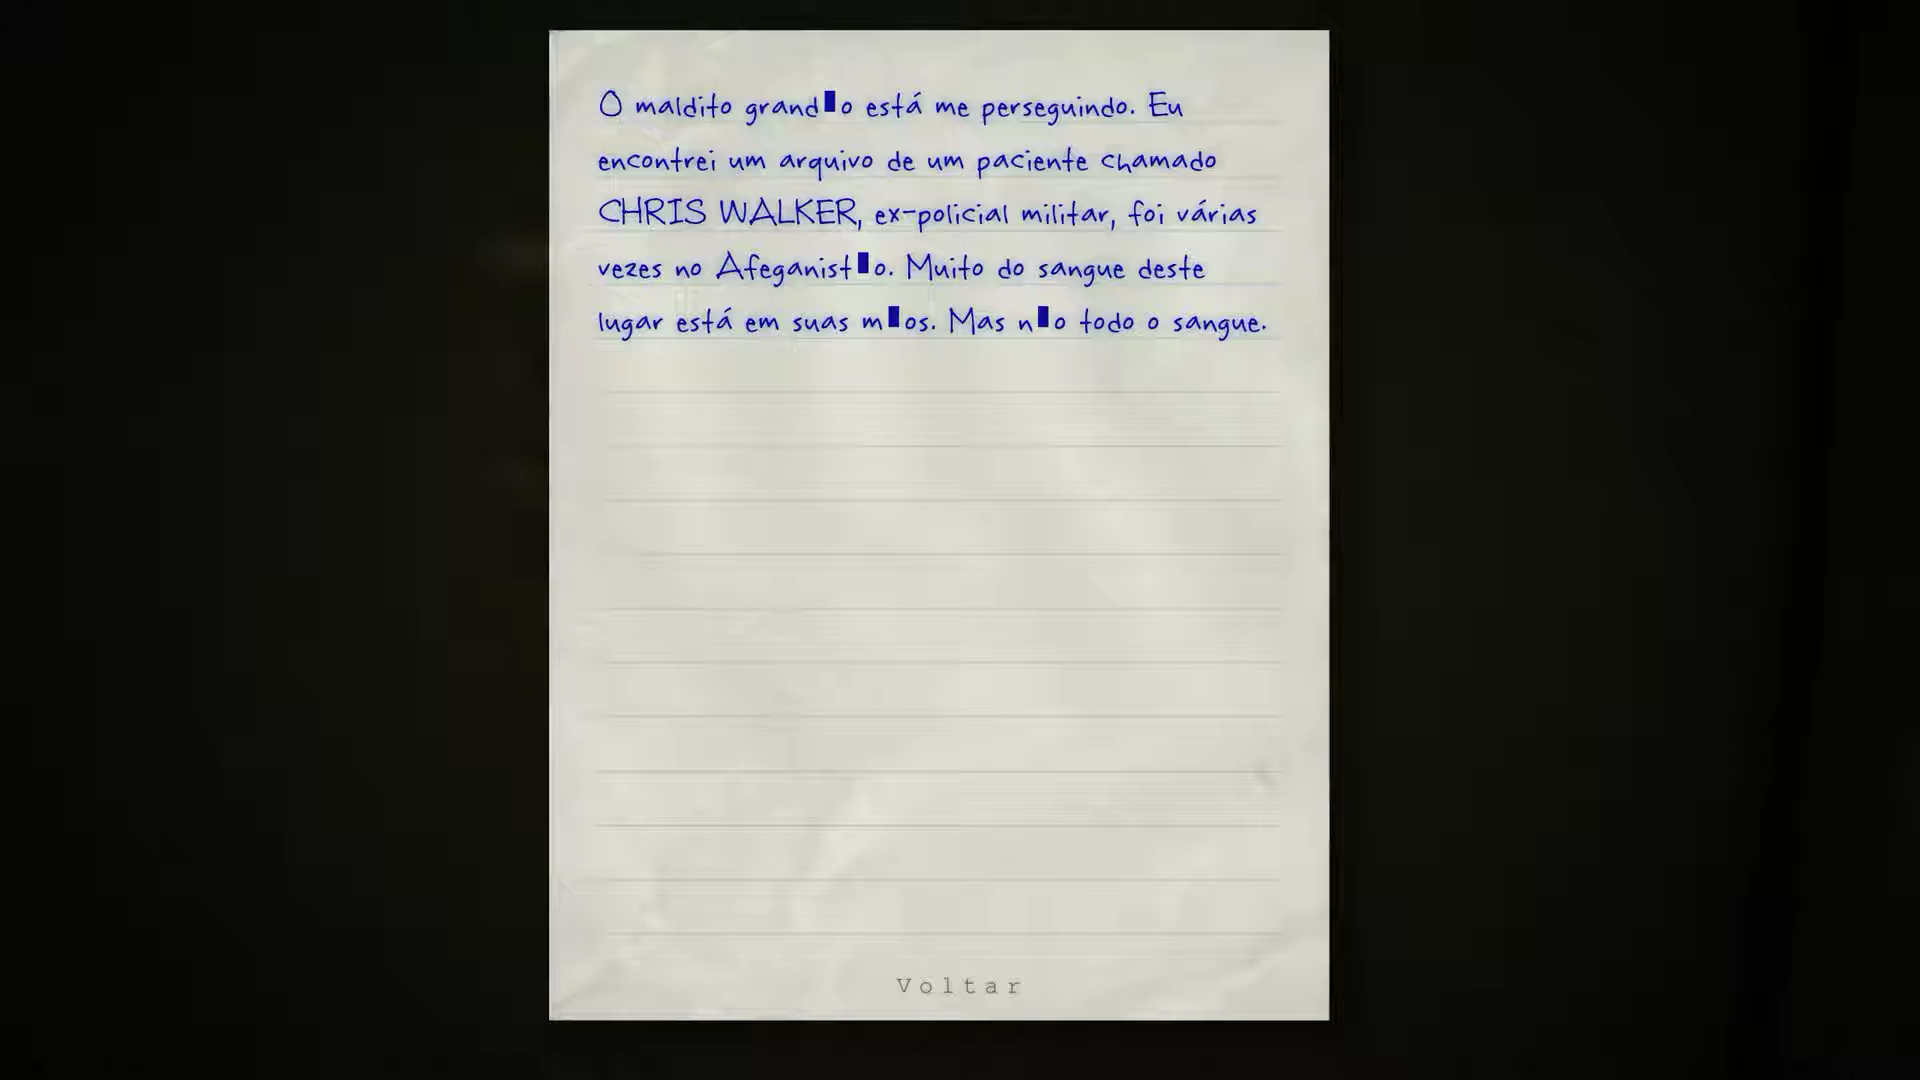 O maldito grand▮o está me perseguindo. Eu
encontrei um arquivo de um paciente chamado
CHRIS WALKER, ex-policial militar, foi várias
vezes no Afeganist▮o. Muito do sangue deste
lugar está em suas m▮os. Mas n▮o todo o sangue.
Voltar